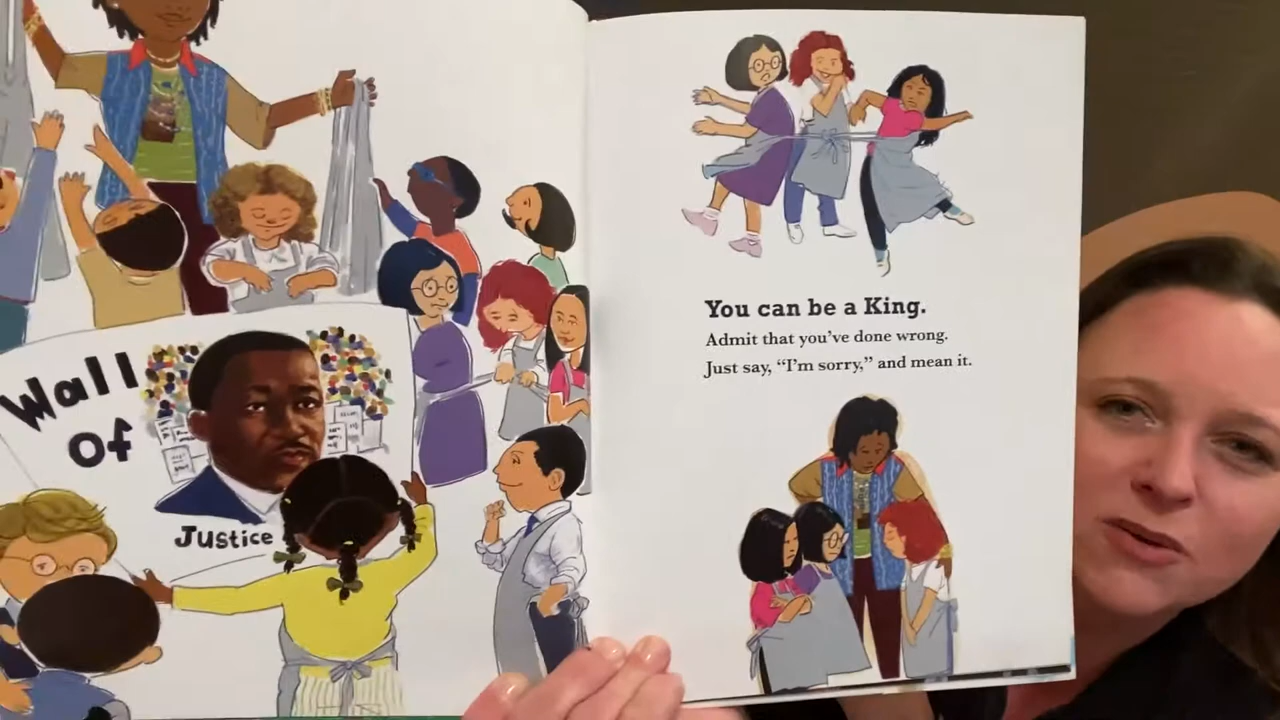 Wall
Of
Justice
You can be a King.
Admit that you’ve done wrong.
Just say, “I’m sorry,” and mean it.